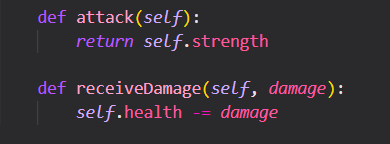 def attack(self):
    return self.strength

def receiveDamage(self, damage):
    self.health -= damage